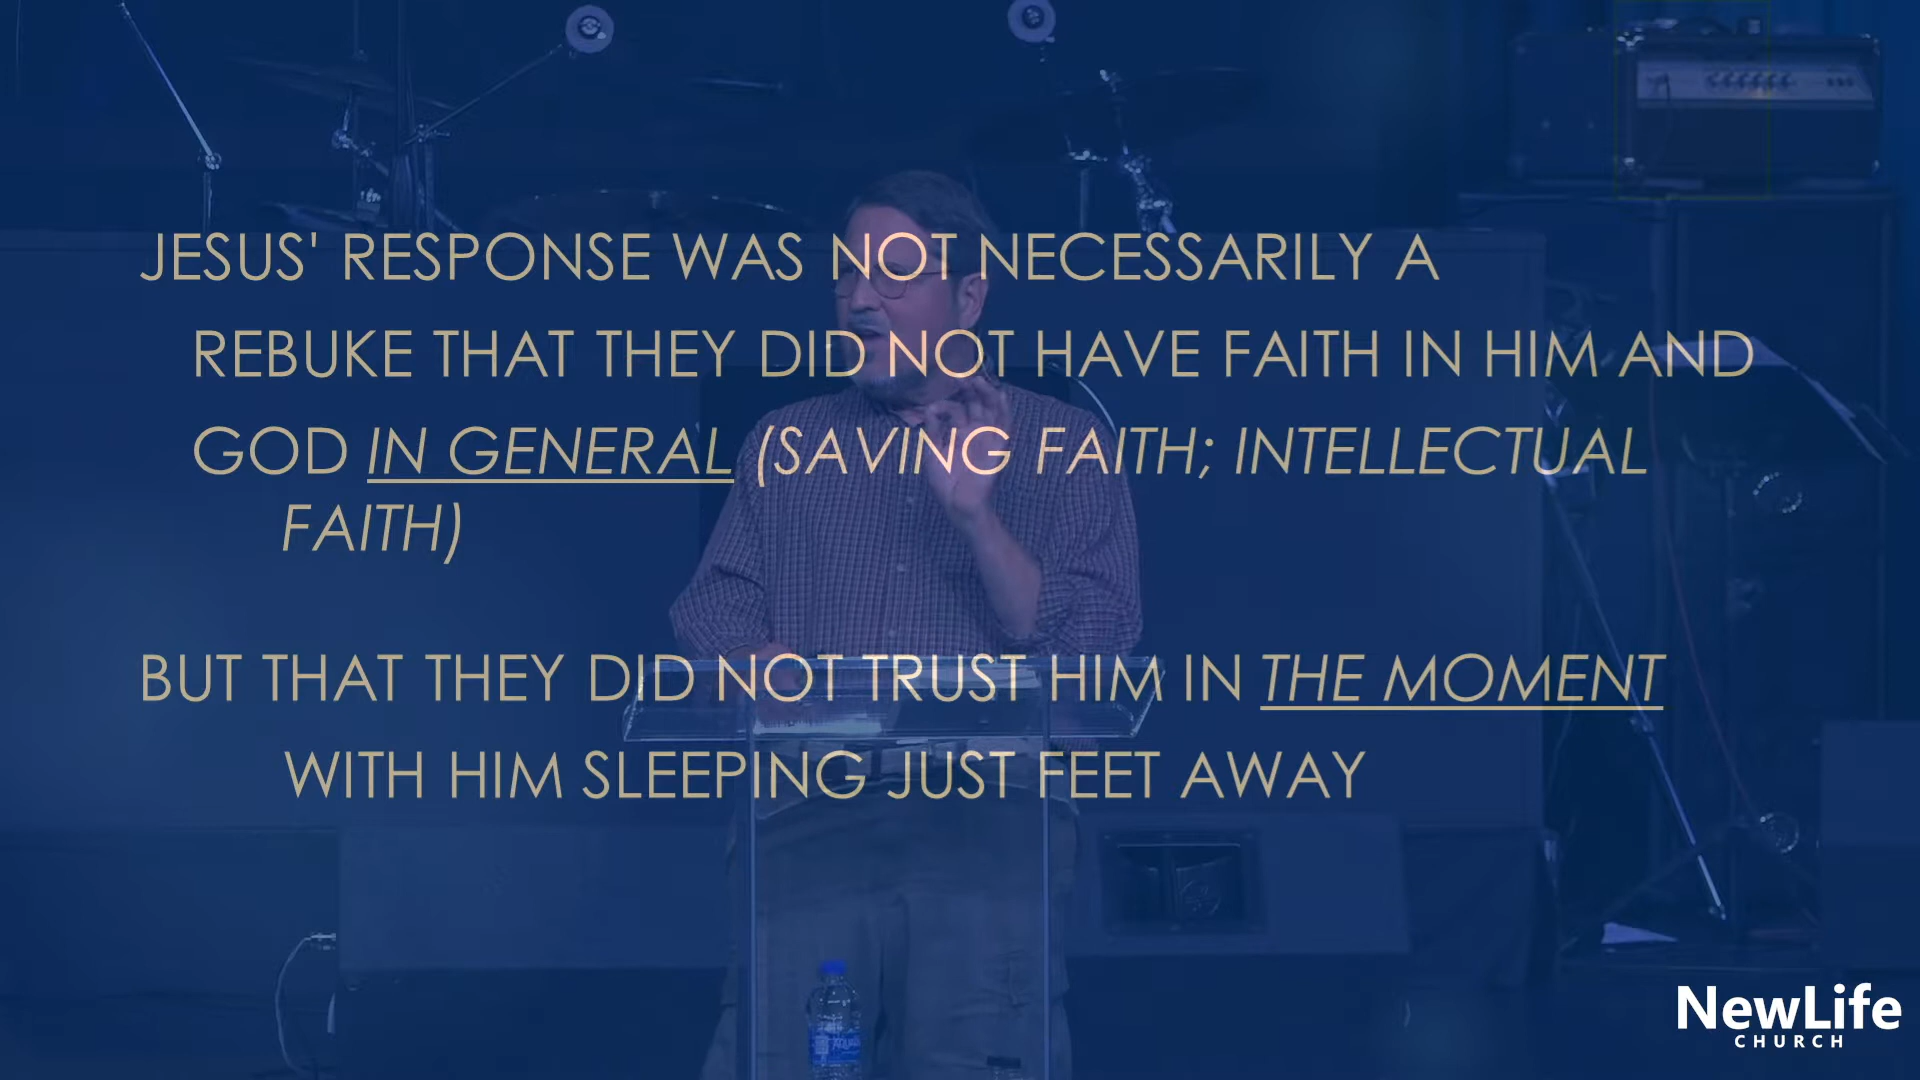 JESUS' RESPONSE WAS NOT NECESSARILY A
REBUKE THAT THEY DID NOT HAVE FAITH IN HIM AND
GOD IN GENERAL (SAVING FAITH; INTELLECTUAL
FAITH)
BUT THAT THEY DID NOT TRUST HIM IN THE MOMENT
WITH HIM SLEEPING JUST FEET AWAY
NewLife
CHURCH